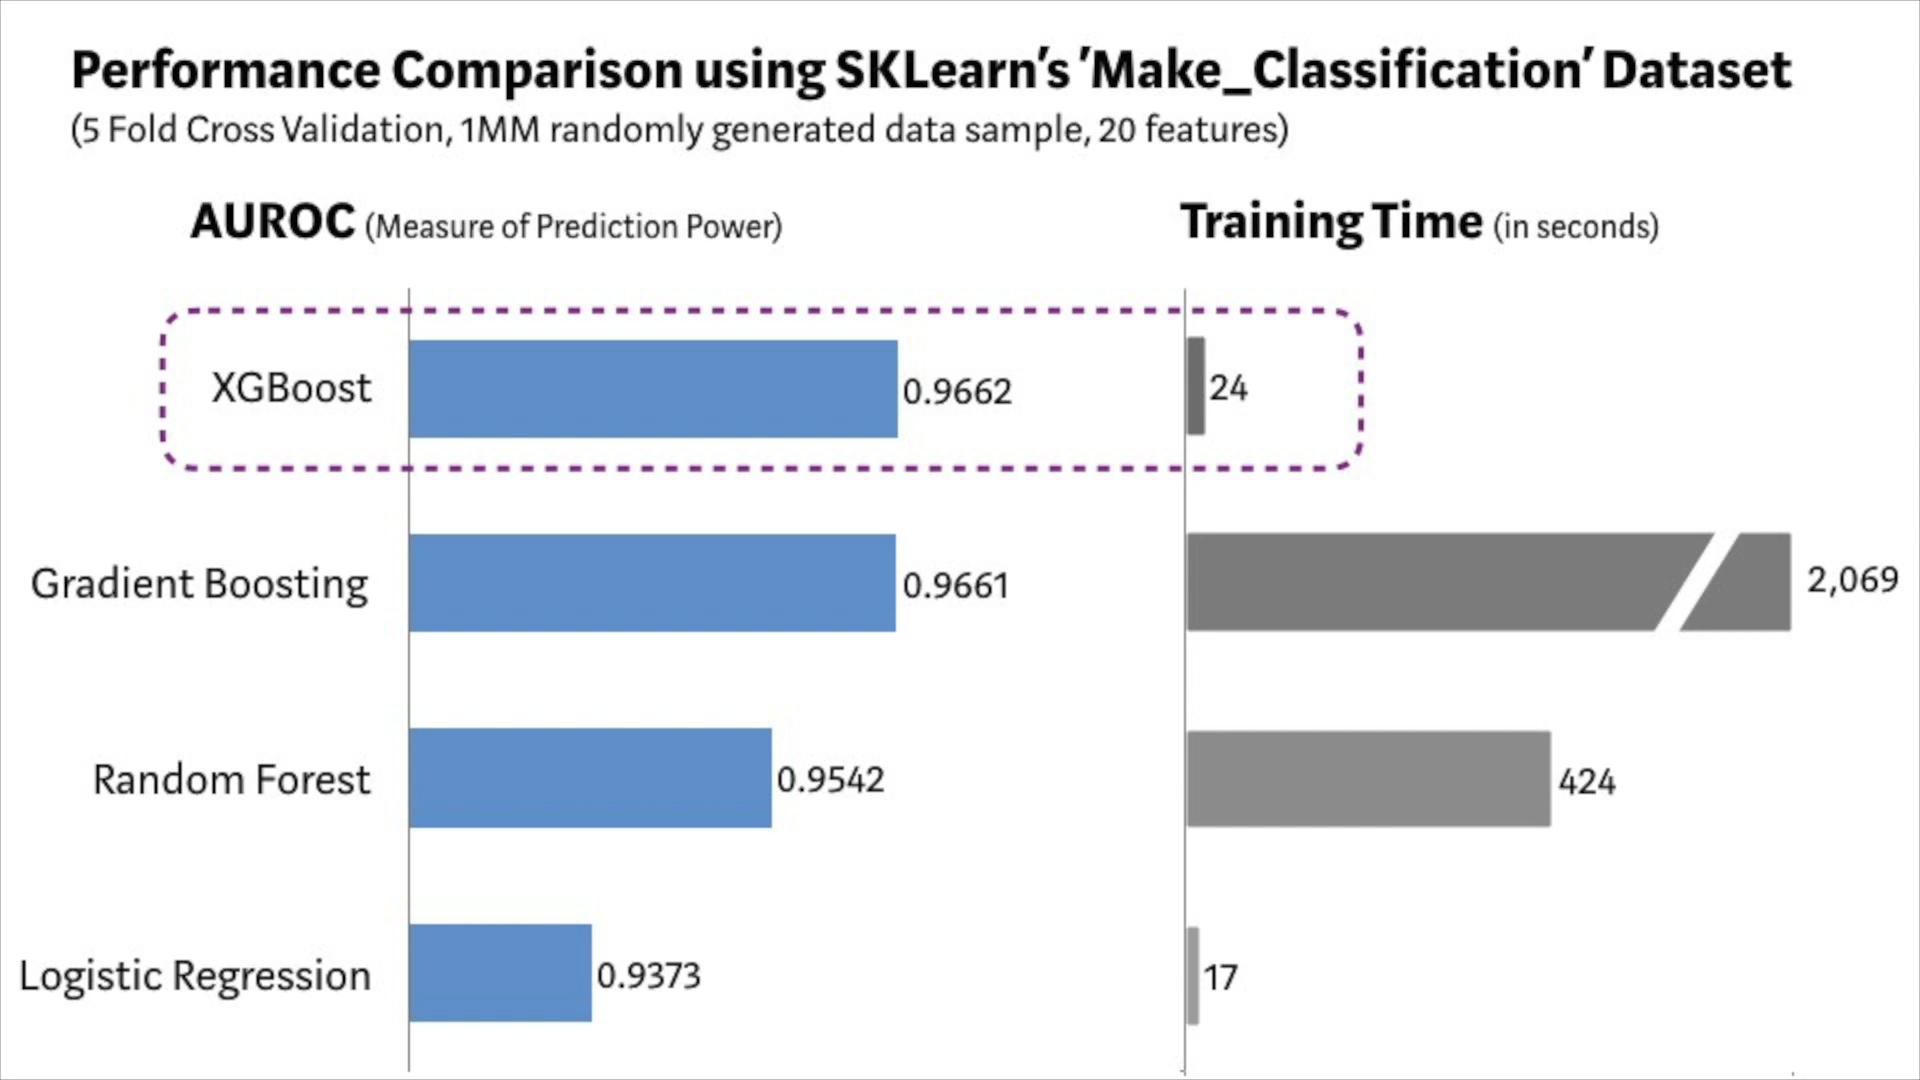 Performance Comparison using SKLearn's 'Make_Classification' Dataset
(5 Fold Cross Validation, 1MM randomly generated data sample, 20 features)
AUROC (Measure of Prediction Power)
Training Time (in seconds)
XGBoost
0.9662
24
Gradient Boosting
0.9661
2,069
Random Forest
0.9542
424
Logistic Regression
0.9373
17